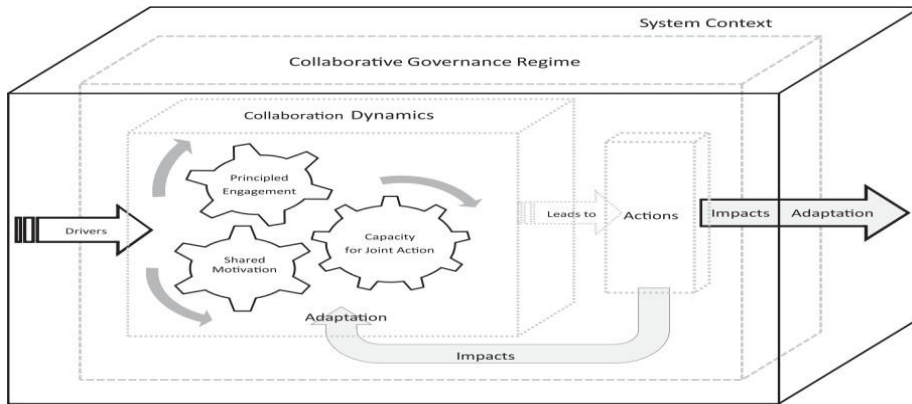 System Context
Collaborative Governance Regime
Collaboration Dynamics
Principled
Engagement
Drivers
Leads to
Actions
Impacts
Adaptation
Capacity
for Joint Action
Shared
Motivation
Adaptation
Impacts